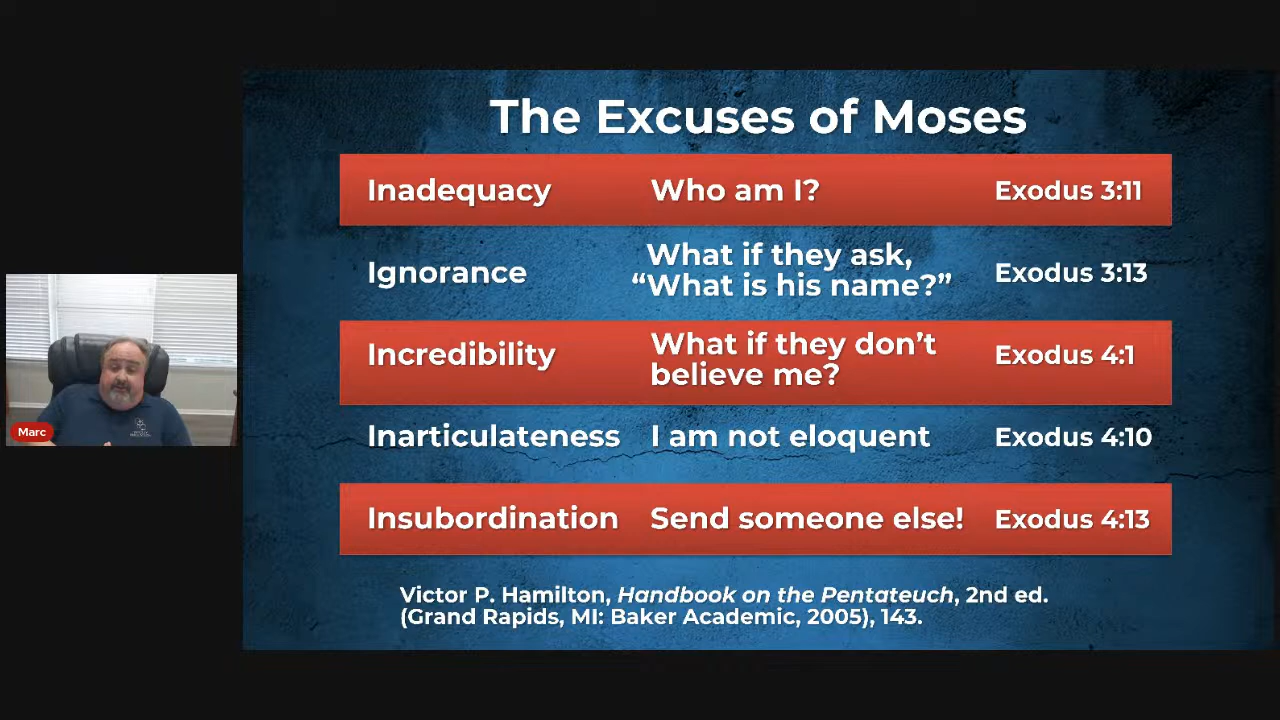 The Excuses of Moses
Inadequacy Who am I? Exodus 3:11
What if they ask,
Ignorance “What is his name?” Exodus 3:13
What if they don’t
Incredibility believe me? Exodus 4:1
Inarticulateness I am not eloquent Exodus 4:10
Insubordination Send someone else! Exodus 4:13
Victor P. Hamilton, Handbook on the Pentateuch, 2nd ed.
(Grand Rapids, MI: Baker Academic, 2005), 143.
Marc